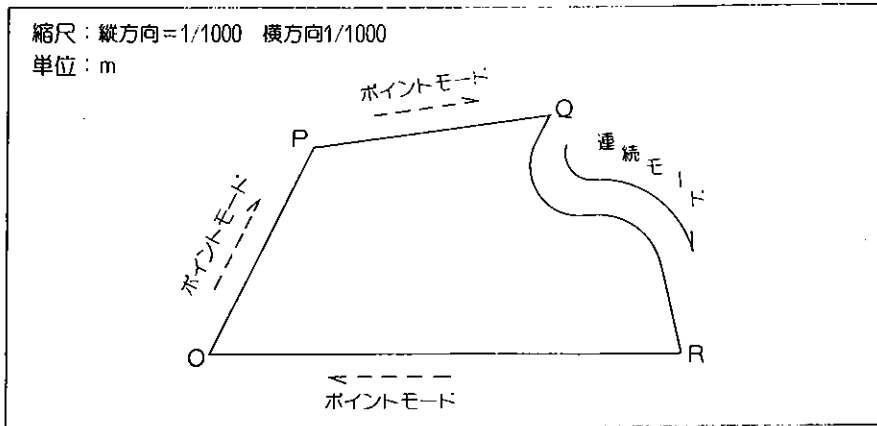 縮尺：縦方向=1/1000 横方向1/1000
単位：m
ポイントモード
Q
P
連続モード
ポイントモード
O
R
ポイントモード